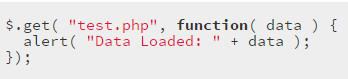 $.get( "test.php", function( data ) {
  alert( "Data Loaded: " + data );
});